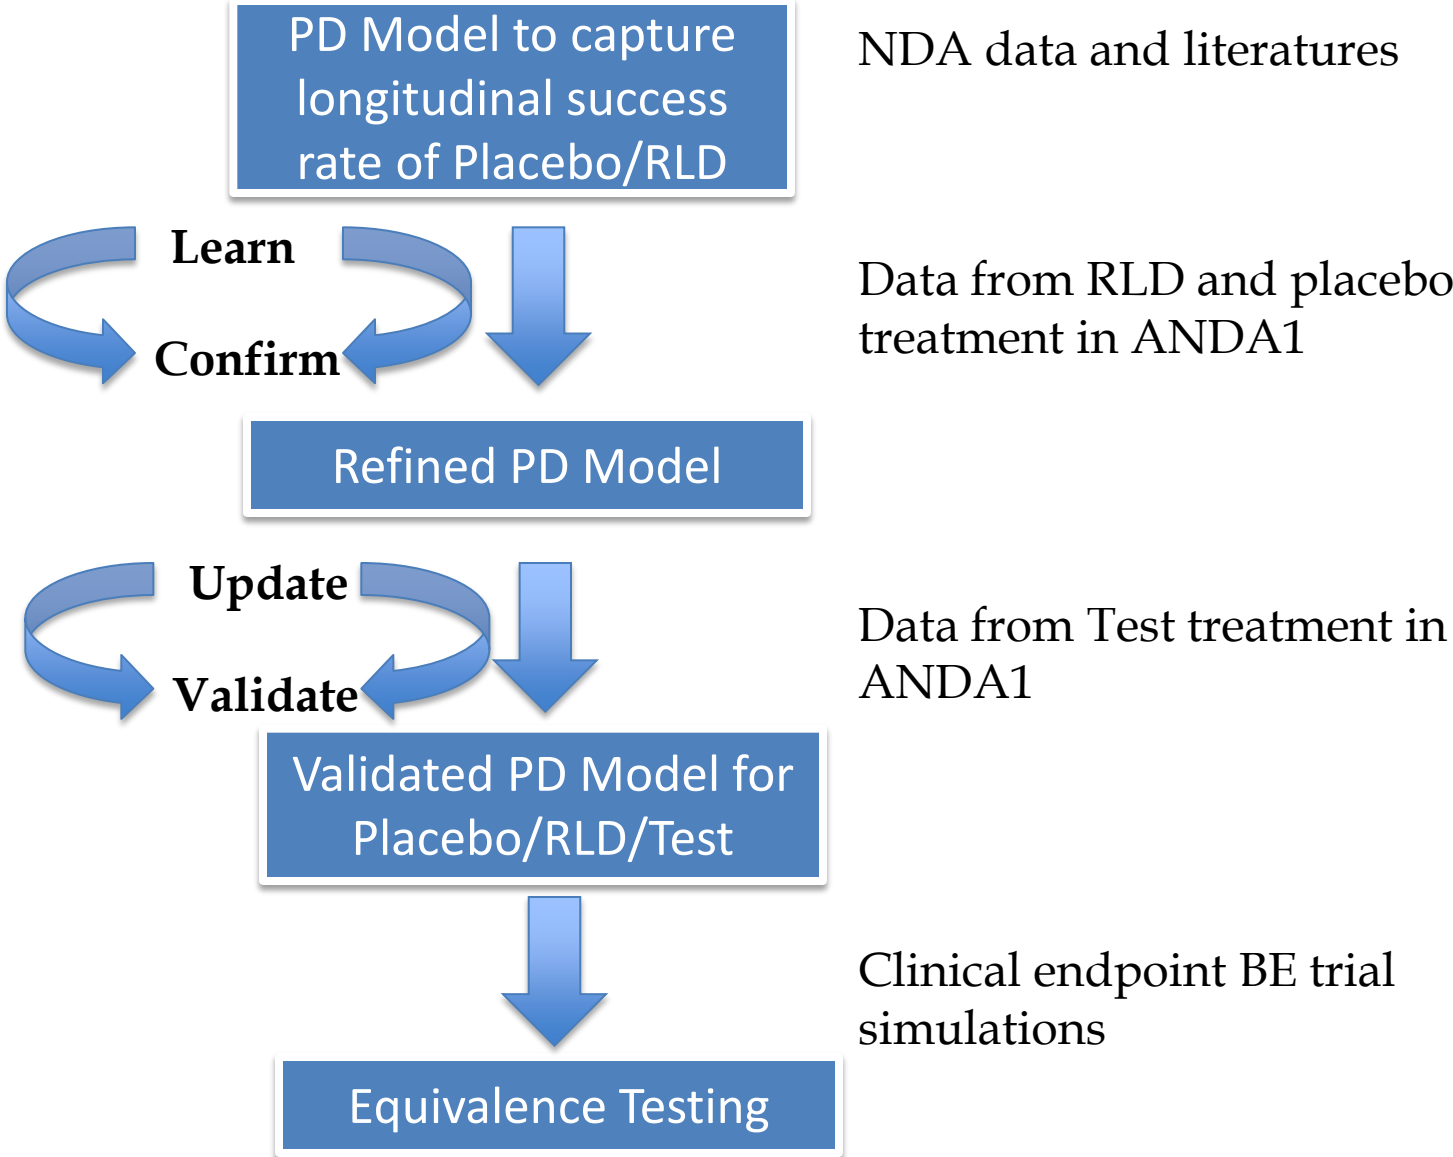 PD Model to capture
longitudinal success
rate of Placebo/RLD
NDA data and literatures
Learn
Confirm
Data from RLD and placebo
treatment in ANDA1
Refined PD Model
Update
Validate
Data from Test treatment in
ANDA1
Validated PD Model for
Placebo/RLD/Test
Clinical endpoint BE trial
simulations
Equivalence Testing